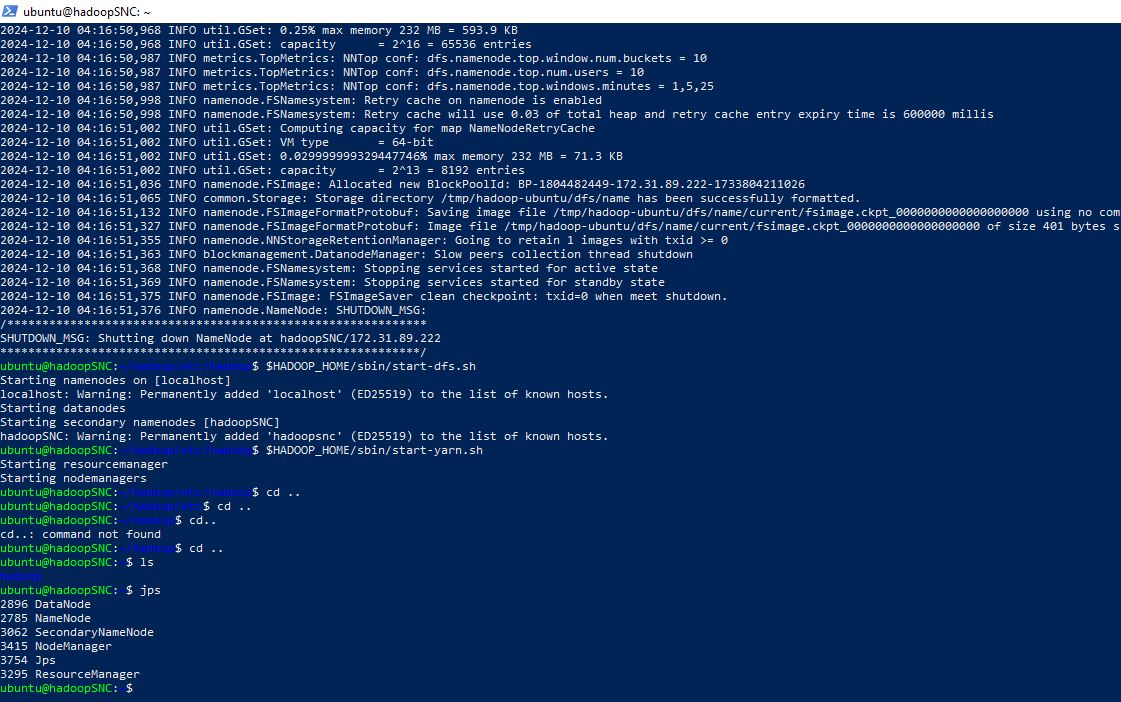 ubuntu@hadoopSNC: ~
2024-12-10 04:16:50,968 INFO util.GSet: 0.25% max memory 232 MB = 593.9 KB
2024-12-10 04:16:50,968 INFO util.GSet: capacity      = 2^16 = 65536 entries
2024-12-10 04:16:50,987 INFO metrics.TopMetrics: NNTop conf: dfs.namenode.top.window.num.buckets = 10
2024-12-10 04:16:50,987 INFO metrics.TopMetrics: NNTop conf: dfs.namenode.top.num.users = 10
2024-12-10 04:16:50,987 INFO metrics.TopMetrics: NNTop conf: dfs.namenode.top.windows.minutes = 1,5,25
2024-12-10 04:16:50,998 INFO namenode.FSNamesystem: Retry cache on namenode is enabled
2024-12-10 04:16:50,998 INFO namenode.FSNamesystem: Retry cache will use 0.03 of total heap and retry cache entry expiry time is 600000 millis
2024-12-10 04:16:51,002 INFO util.GSet: Computing capacity for map NameNodeRetryCache
2024-12-10 04:16:51,002 INFO util.GSet: VM type       = 64-bit
2024-12-10 04:16:51,002 INFO util.GSet: 0.029999999329447746% max memory 232 MB = 71.3 KB
2024-12-10 04:16:51,002 INFO util.GSet: capacity      = 2^13 = 8192 entries
2024-12-10 04:16:51,036 INFO namenode.FSImage: Allocated new BlockPoolId: BP-1804482449-172.31.89.222-1733804211026
2024-12-10 04:16:51,065 INFO common.Storage: Storage directory /tmp/hadoop-ubuntu/dfs/name has been successfully formatted.
2024-12-10 04:16:51,132 INFO namenode.FSImageFormatProtobuf: Saving image file /tmp/hadoop-ubuntu/dfs/name/current/fsimage.ckpt_0000000000000000000 using no com
2024-12-10 04:16:51,327 INFO namenode.FSImageFormatProtobuf: Image file /tmp/hadoop-ubuntu/dfs/name/current/fsimage.ckpt_0000000000000000000 of size 401 bytes s
2024-12-10 04:16:51,355 INFO namenode.NNStorageRetentionManager: Going to retain 1 images with txid >= 0
2024-12-10 04:16:51,363 INFO blockmanagement.DatanodeManager: Slow peers collection thread shutdown
2024-12-10 04:16:51,368 INFO namenode.FSNamesystem: Stopping services started for active state
2024-12-10 04:16:51,369 INFO namenode.FSNamesystem: Stopping services started for standby state
2024-12-10 04:16:51,375 INFO namenode.FSImage: FSImageSaver clean checkpoint: txid=0 when meet shutdown.
2024-12-10 04:16:51,376 INFO namenode.NameNode: SHUTDOWN_MSG:
/************************************************************
SHUTDOWN_MSG: Shutting down NameNode at hadoopSNC/172.31.89.222
************************************************************/
ubuntu@hadoopSNC:~/hadoop/etc/hadoop$ $HADOOP_HOME/sbin/start-dfs.sh
Starting namenodes on [localhost]
localhost: Warning: Permanently added 'localhost' (ED25519) to the list of known hosts.
Starting datanodes
Starting secondary namenodes [hadoopSNC]
hadoopSNC: Warning: Permanently added 'hadoopsnc' (ED25519) to the list of known hosts.
ubuntu@hadoopSNC:~/hadoop/etc/hadoop$ $HADOOP_HOME/sbin/start-yarn.sh
Starting resourcemanager
Starting nodemanagers
ubuntu@hadoopSNC:~/hadoop/etc/hadoop$ cd ..
ubuntu@hadoopSNC:~/hadoop/etc$ cd ..
ubuntu@hadoopSNC:~/hadoop$ cd..
cd..: command not found
ubuntu@hadoopSNC:~/hadoop$ cd ..
ubuntu@hadoopSNC:~$ ls
hadoop
ubuntu@hadoopSNC:~$ jps
2896 DataNode
2785 NameNode
3062 SecondaryNameNode
3415 NodeManager
3754 Jps
3295 ResourceManager
ubuntu@hadoopSNC:~$